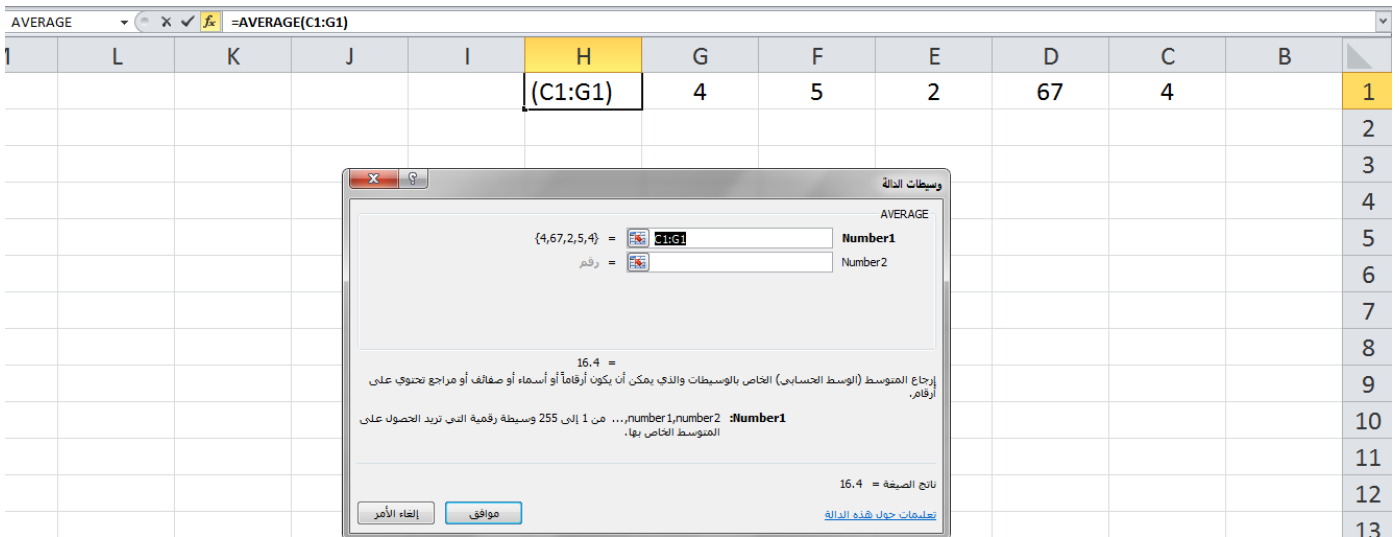 AVERAGE =AVERAGE(C1:G1)
L K J I H G F E D C B
(C1:G1) 4 5 2 67 4 1
2
3
وسيطات الدالة
4
AVERAGE
Number1 C1:G1 = {4,67,2,5,4}
5
Number2 = رقم
6
7
8
= 16.4
إرجاع المتوسط (الوسط الحسابي) الخاص بالوسيطات والذي يمكن أن يكون أرقاماً أو أسماء أو صفائف أو مراجع تحتوي على
9
أرقام.
Number1: number1,number2,... من 1 إلى 255 وسيطة رقمية التي تريد الحصول على
10
المتوسط الخاص بها.
11
ناتج الصيغة = 16.4
12
تعليمات حول هذه الدالة موافق إلغاء الأمر
13